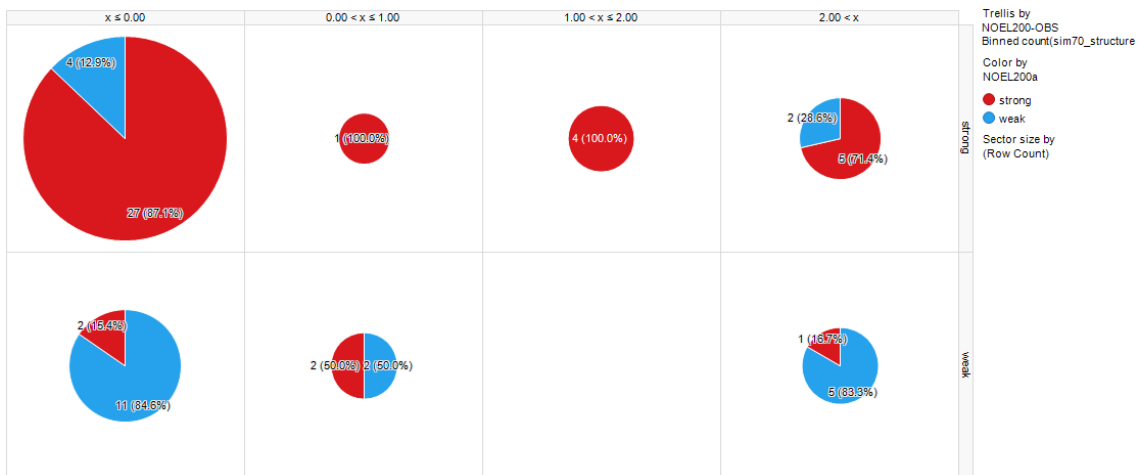 x ≤ 0.00
0.00 < x ≤ 1.00
1.00 < x ≤ 2.00
2.00 < x
4 (12.9%)
27 (87.1%)
1 (100.0%)
4 (100.0%)
2 (28.6%)
5 (71.4%)
strong
2 (15.4%)
11 (84.6%)
2 (50.0%)
2 (50.0%)
1 (16.7%)
5 (83.3%)
weak
Trellis by
NOEL200-OBS
Binned count(sim70_structure
Color by
NOEL200a
strong
weak
Sector size by
(Row Count)